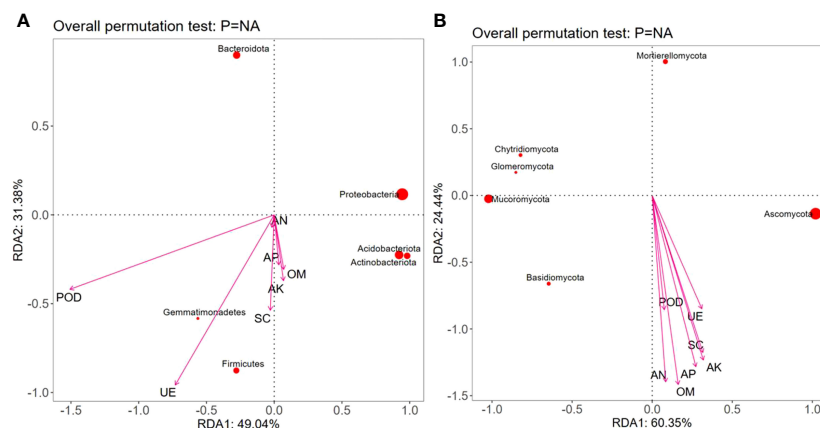 A
Overall permutation test: P=NA
Bacteroidota
0.5
Proteobacteria
RDA2: 31.38%
0.0
AN
Acidobacteriota
AP
Actinobacteriota
OM
AK
-0.5
POD
Gemmatimonadetes
SC
Firmicutes
UE
-1.0
-1.5
-1.0
-0.5
0.0
0.5
1.0
RDA1: 49.04%
B
Overall permutation test: P=NA
1.0
Mortierellomycota
0.5
Chytridiomycota
Glomeromycota
RDA2: 24.44%
0.0
Mucoromycota
Ascomycota
-0.5
Basidiomycota
POD
UE
-1.0
SC
AK
AN
AP
OM
-1.5
-1.0
-0.5
0.0
0.5
1.0
RDA1: 60.35%